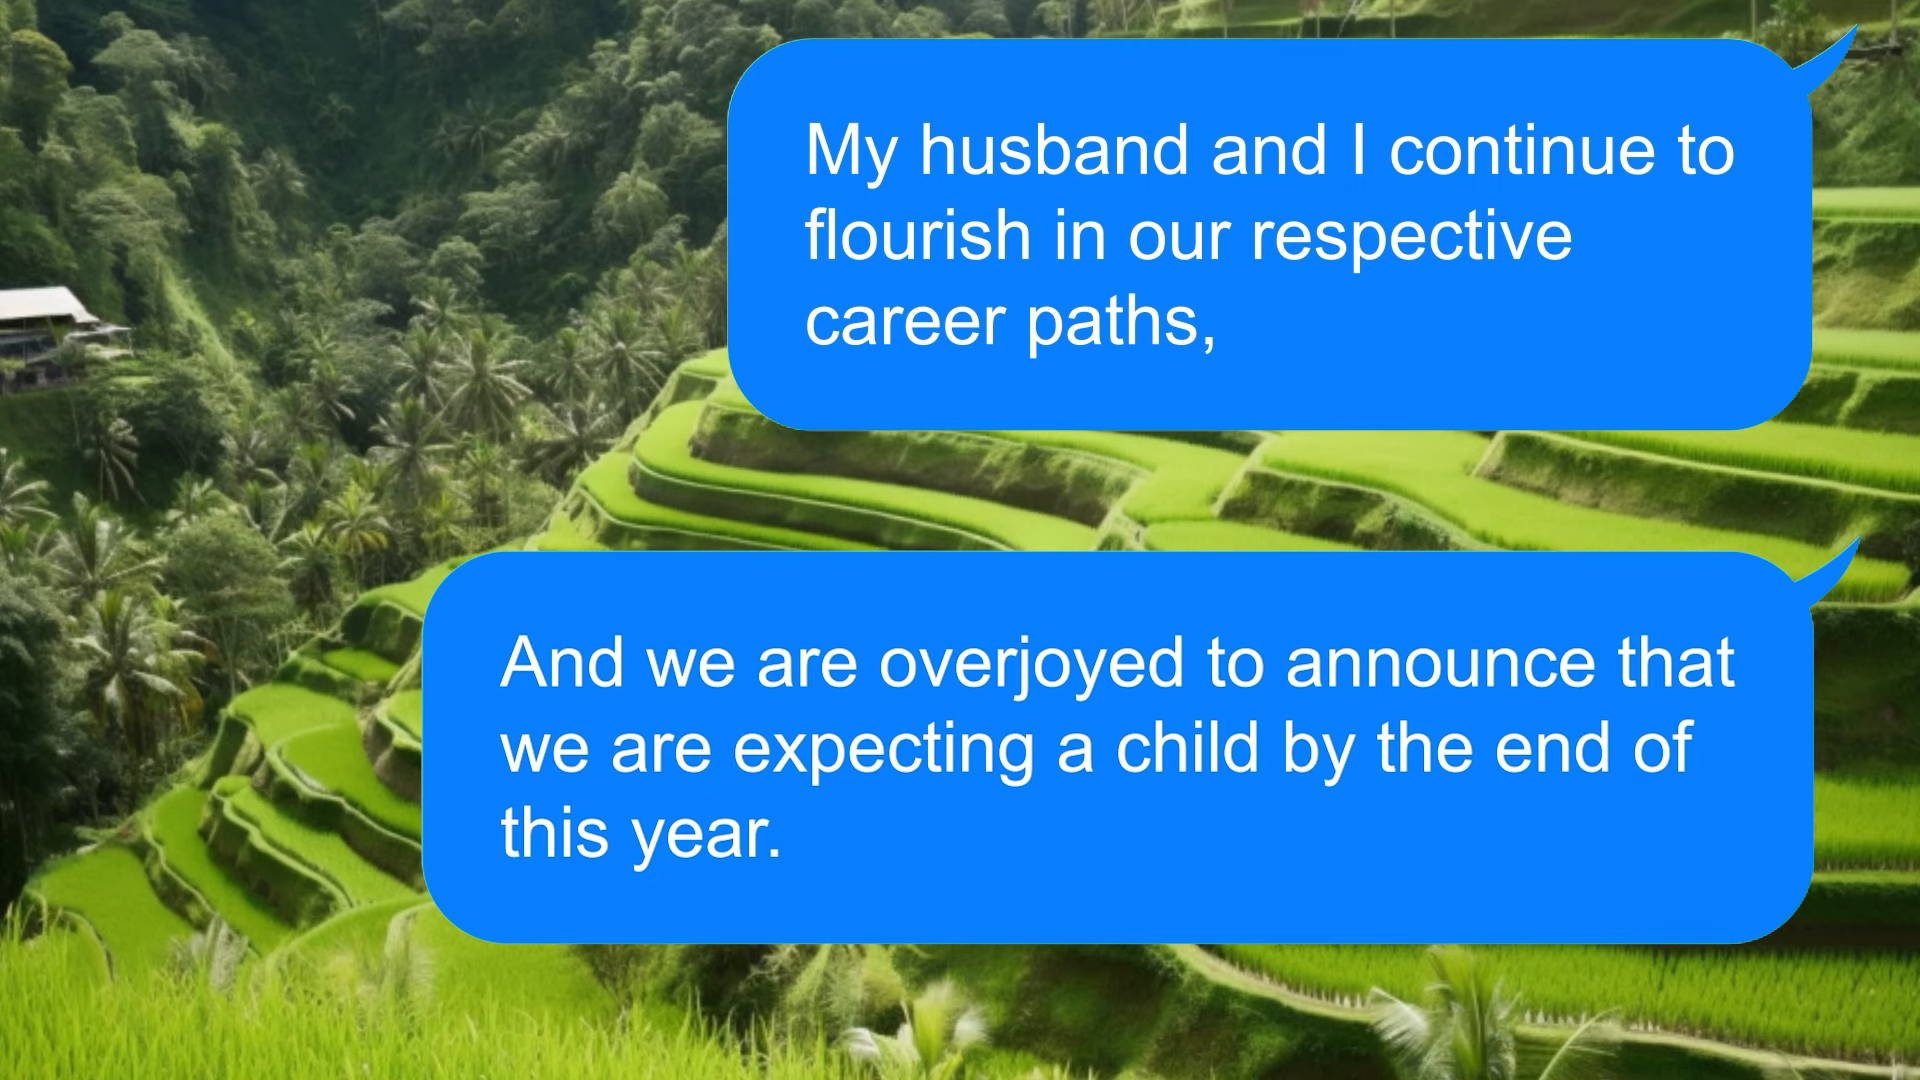 My husband and I continue to
flourish in our respective
career paths,
And we are overjoyed to announce that
we are expecting a child by the end of
this year.